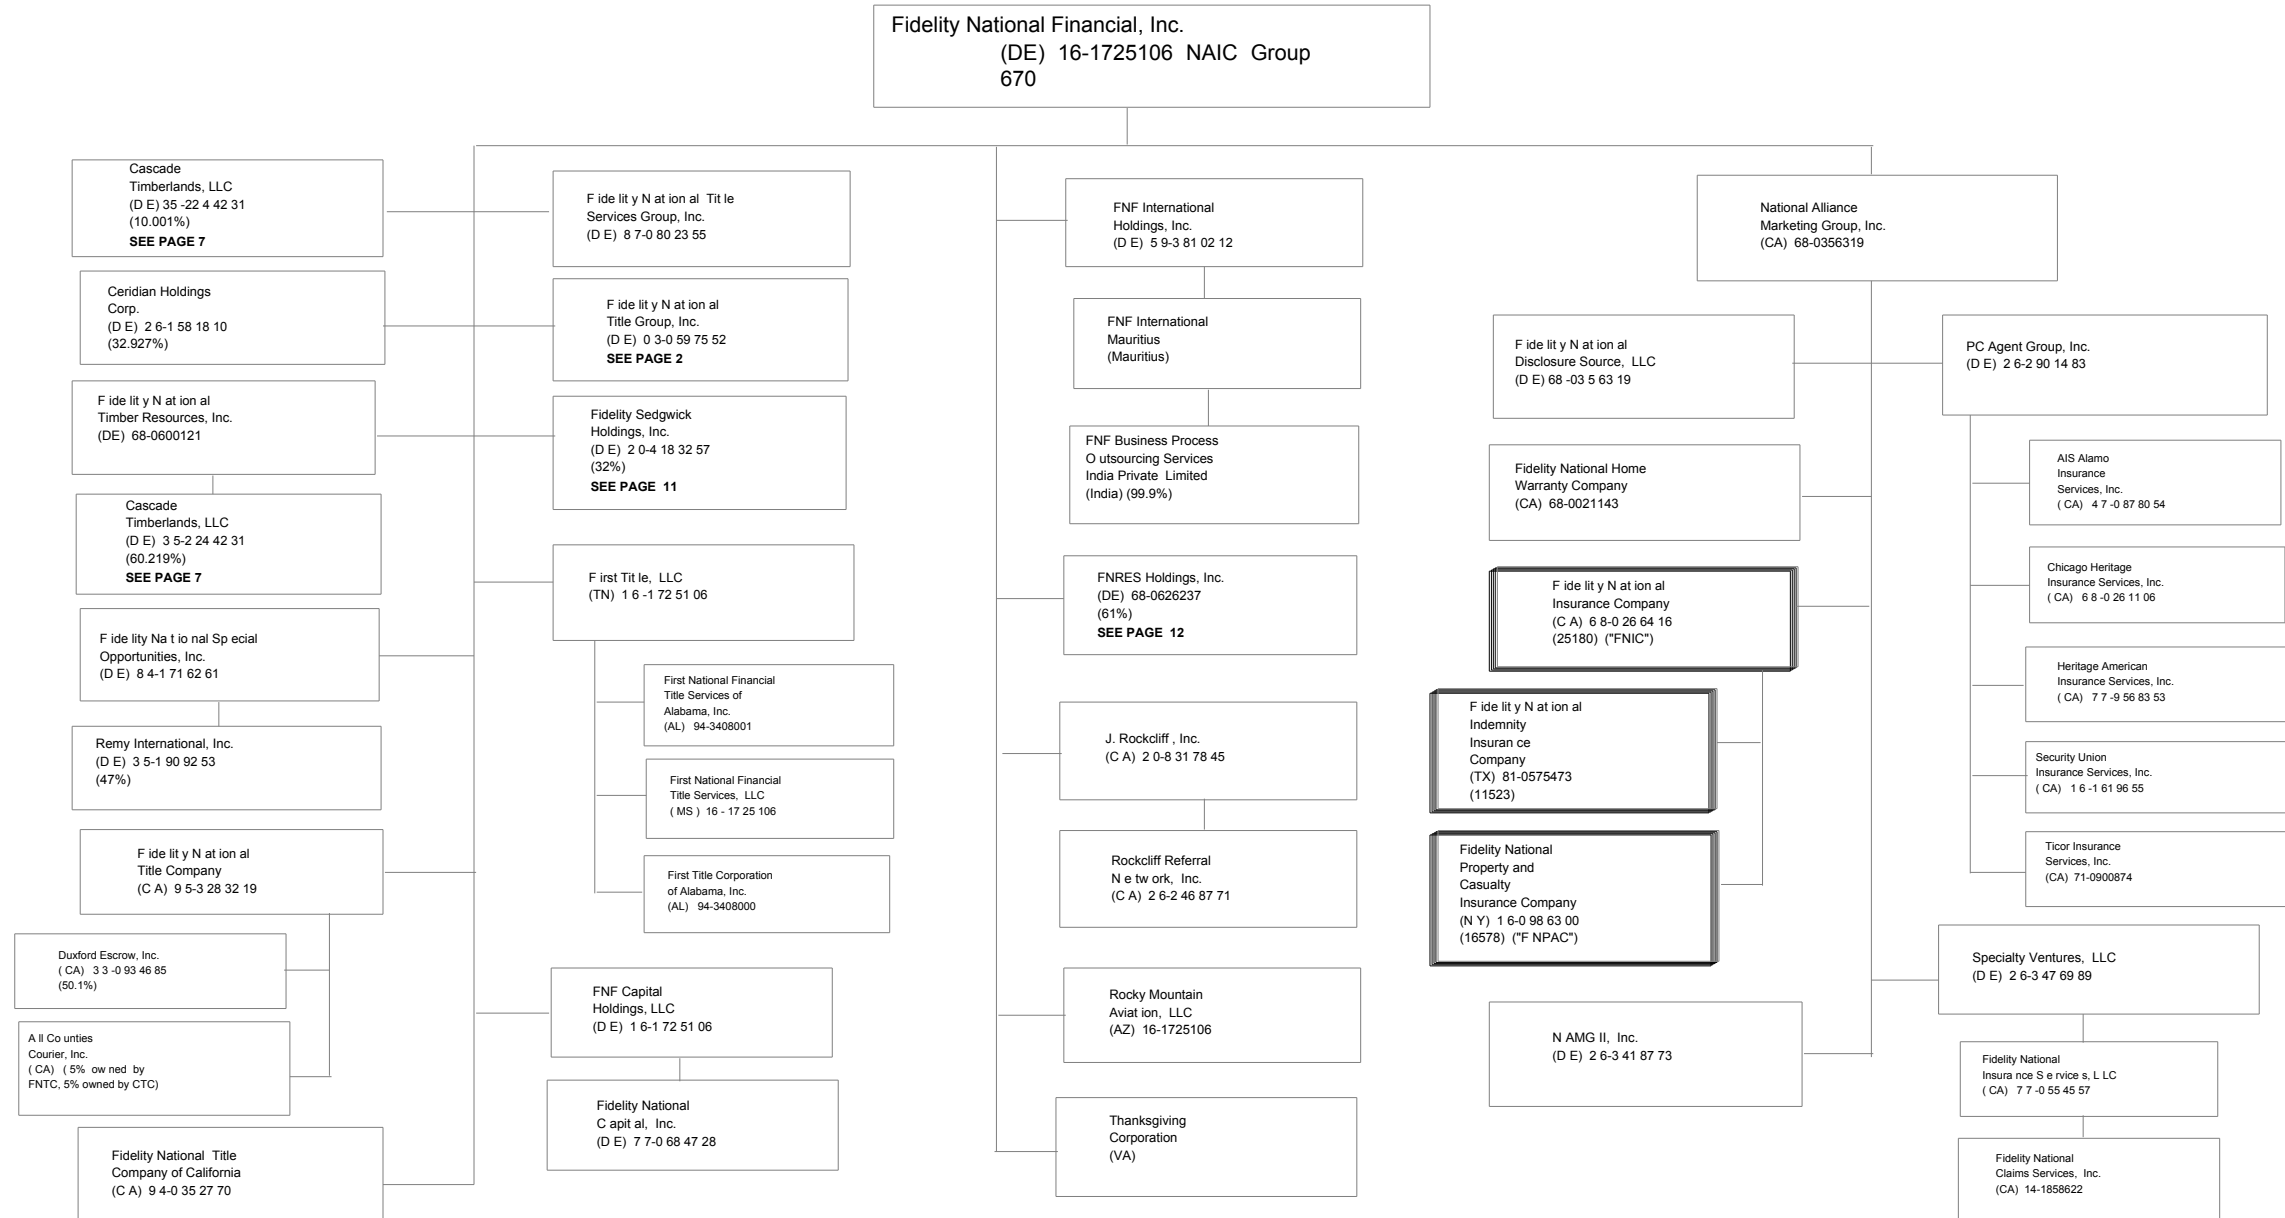 Fidelity National Financial, Inc.
(DE) 16-1725106 NAIC Group
670
Cascade
Timberlands, LLC
(D E) 35 -22 4 42 31
(10.001%)
SEE PAGE 7
Ceridian Holdings
Corp.
(D E) 2 6-1 58 18 10
(32.927%)
F ide lit y N at ion al
Timber Resources, Inc.
(DE) 68-0600121
Cascade
Timberlands, LLC
(D E) 3 5-2 24 42 31
(60.219%)
SEE PAGE 7
F ide lity Na t io nal Sp ecial
Opportunities, Inc.
(D E) 8 4-1 71 62 61
Remy International, Inc.
(D E) 3 5-1 90 92 53
(47%)
F ide lit y N at ion al
Title Company
(C A) 9 5-3 28 32 19
Duxford Escrow, Inc.
( CA) 3 3 -0 93 46 85
(50.1%)
A ll Co unties
Courier, Inc.
( CA) ( 5% ow ned by
FNTC, 5% owned by CTC)
Fidelity National Title
Company of California
(C A) 9 4-0 35 27 70
F ide lit y N at ion al Tit le
Services Group, Inc.
(D E) 8 7-0 80 23 55
F ide lit y N at ion al
Title Group, Inc.
(D E) 0 3-0 59 75 52
SEE PAGE 2
Fidelity Sedgwick
Holdings, Inc.
(D E) 2 0-4 18 32 57
(32%)
SEE PAGE 11
F irst Tit le, LLC
(TN) 1 6 -1 72 51 06
First National Financial
Title Services of
Alabama, Inc.
(AL) 94-3408001
First National Financial
Title Services, LLC
( MS ) 16 - 17 25 106
First Title Corporation
of Alabama, Inc.
(AL) 94-3408000
FNF Capital
Holdings, LLC
(D E) 1 6-1 72 51 06
Fidelity National
C apit al, Inc.
(D E) 7 7-0 68 47 28
FNF International
Holdings, Inc.
(D E) 5 9-3 81 02 12
FNF International
Mauritius
(Mauritius)
FNF Business Process
O utsourcing Services
India Private Limited
(India) (99.9%)
FNRES Holdings, Inc.
(DE) 68-0626237
(61%)
SEE PAGE 12
J. Rockcliff , Inc.
(C A) 2 0-8 31 78 45
Rockcliff Referral
N e tw ork, Inc.
(C A) 2 6-2 46 87 71
Rocky Mountain
Aviat ion, LLC
(AZ) 16-1725106
Thanksgiving
Corporation
(VA)
National Alliance
Marketing Group, Inc.
(CA) 68-0356319
F ide lit y N at ion al
Disclosure Source, LLC
(D E) 68 -03 5 63 19
Fidelity National Home
Warranty Company
(CA) 68-0021143
F ide lit y N at ion al
Insurance Company
(C A) 6 8-0 26 64 16
(25180) ("FNIC")
F ide lit y N at ion al
Indemnity
Insuran ce
Company
(TX) 81-0575473
(11523)
Fidelity National
Property and
Casualty
Insurance Company
(N Y) 1 6-0 98 63 00
(16578) ("F NPAC")
N AMG II, Inc.
(D E) 2 6-3 41 87 73
PC Agent Group, Inc.
(D E) 2 6-2 90 14 83
AIS Alamo
Insurance
Services, Inc.
( CA) 4 7 -0 87 80 54
Chicago Heritage
Insurance Services, Inc.
( CA) 6 8 -0 26 11 06
Heritage American
Insurance Services, Inc.
( CA) 7 7 -9 56 83 53
Security Union
Insurance Services, Inc.
( CA) 1 6 -1 61 96 55
Ticor Insurance
Services, Inc.
(CA) 71-0900874
Specialty Ventures, LLC
(D E) 2 6-3 47 69 89
Fidelity National
Insura nce S e rvice s, L LC
( CA) 7 7 -0 55 45 57
Fidelity National
Claims Services, Inc.
(CA) 14-1858622